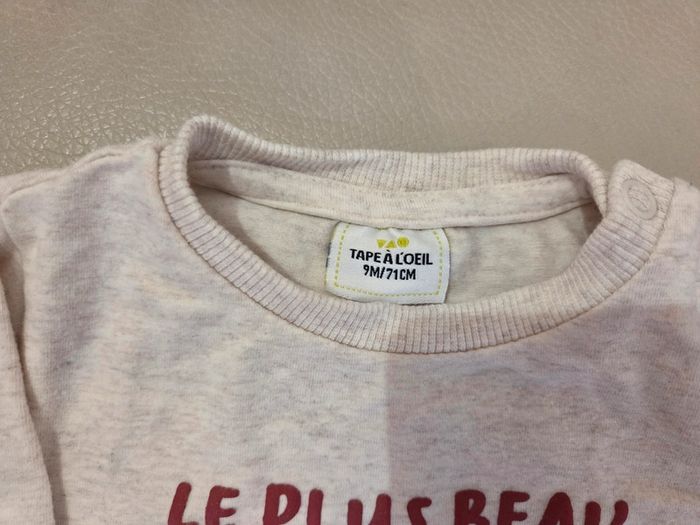 TAPE À L'OEIL
9M/71CM
LE PLUS BEAU